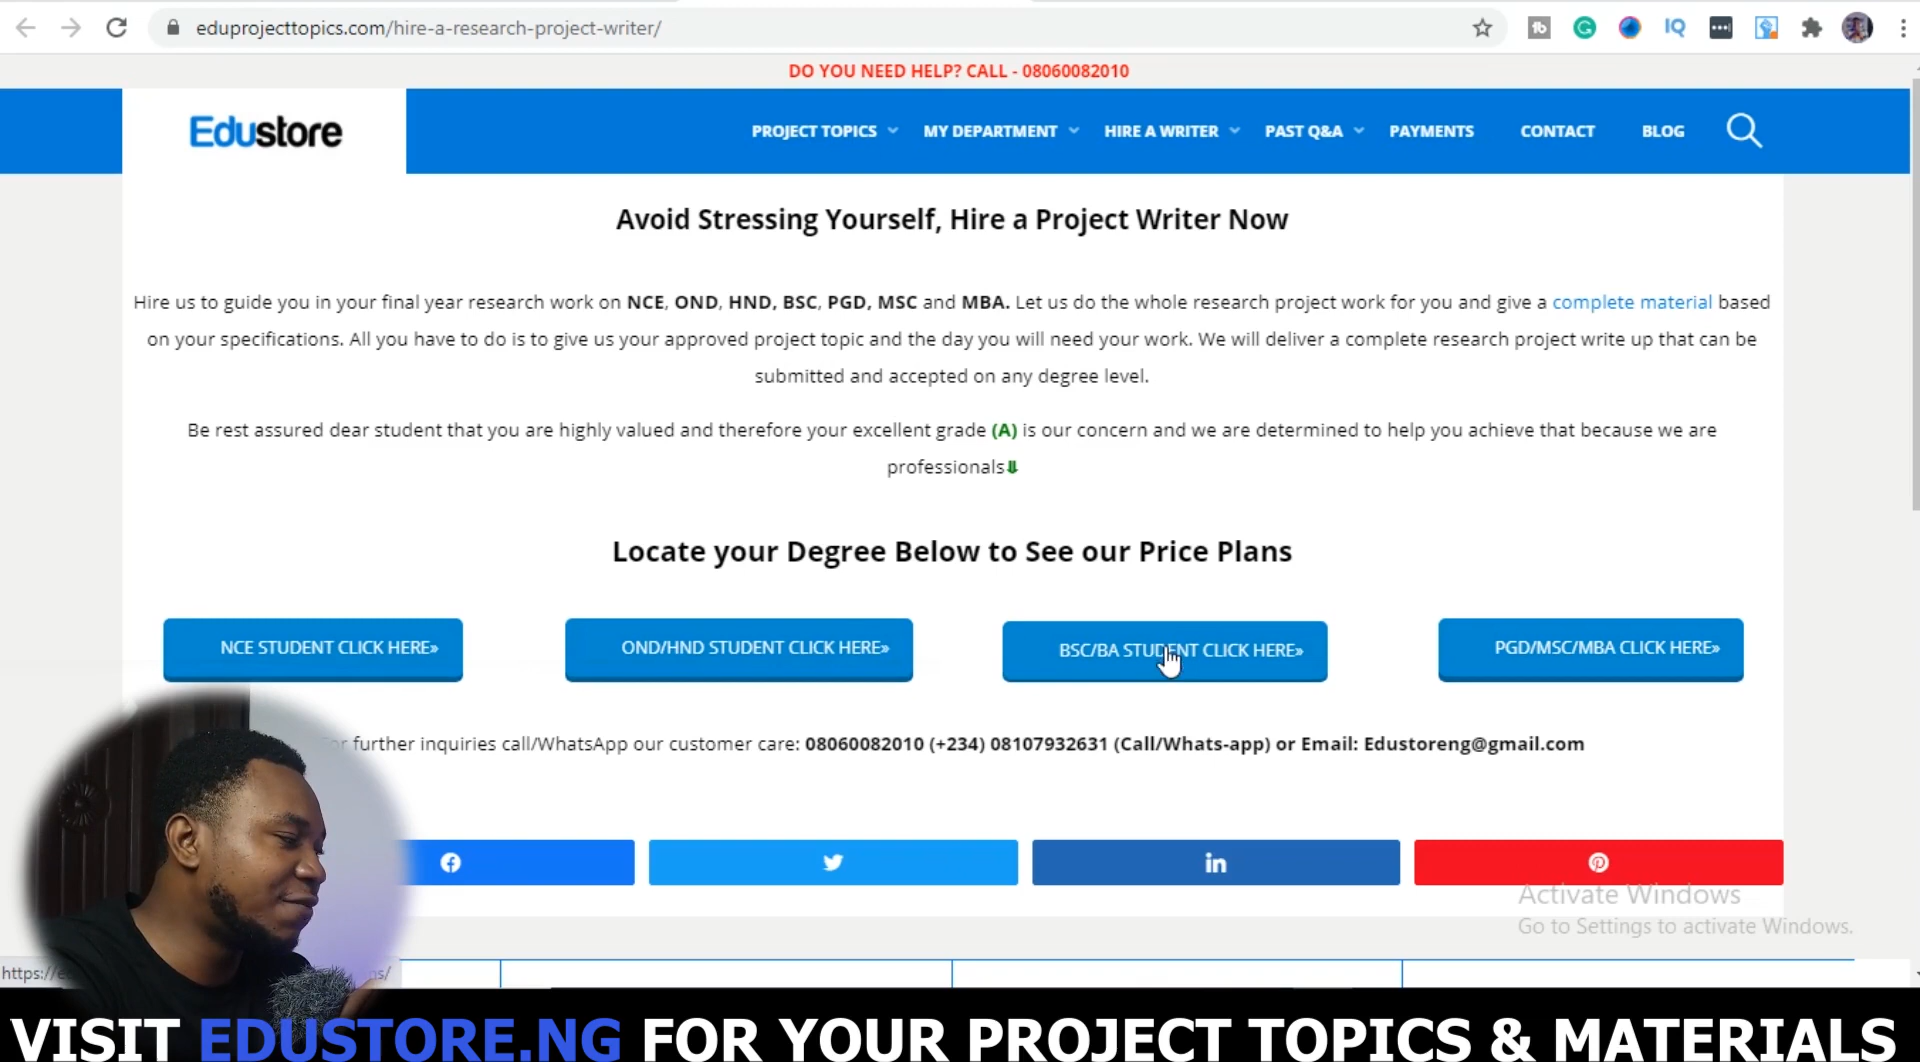 eduprojecttopics.com/hire-a-research-project-writer/
DO YOU NEED HELP? CALL - 08060082010
Edustore
PROJECT TOPICS
MY DEPARTMENT
HIRE A WRITER
PAST Q&A
PAYMENTS
CONTACT
BLOG
Avoid Stressing Yourself, Hire a Project Writer Now
Hire us to guide you in your final year research work on NCE, OND, HND, BSC, PGD, MSC and MBA. Let us do the whole research project work for you and give a complete material based
on your specifications. All you have to do is to give us your approved project topic and the day you will need your work. We will deliver a complete research project write up that can be
submitted and accepted on any degree level.
Be rest assured dear student that you are highly valued and therefore your excellent grade (A) is our concern and we are determined to help you achieve that because we are
professionals⇓
Locate your Degree Below to See our Price Plans
NCE STUDENT CLICK HERE»
OND/HND STUDENT CLICK HERE»
BSC/BA STUDENT CLICK HERE»
PGD/MSC/MBA CLICK HERE»
further inquiries call/WhatsApp our customer care: 08060082010 (+234) 08107932631 (Call/Whats-app) or Email: Edustoreng@gmail.com
Activate Windows
Go to Settings to activate Windows.
https://e
VISIT EDUSTORE.NG FOR YOUR PROJECT TOPICS & MATERIALS